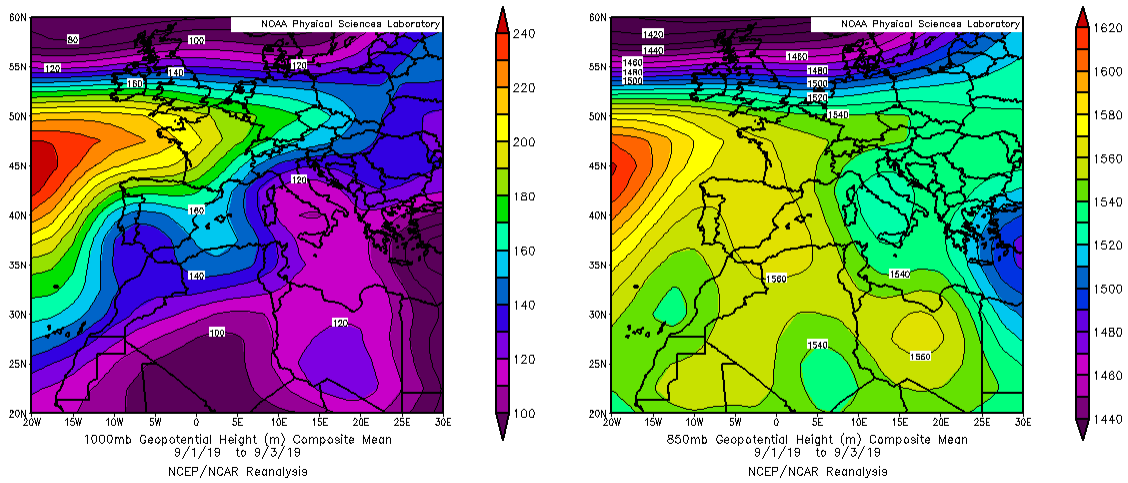 NOAA Physical Sciences Laboratory
60N
55N
50N
45N
40N
35N
30N
25N
20N
20W
15W
10W
5W
0
5E
10E
15E
20E
25E
30E
80
100
120
120
140
160
120
160
140
100
120
240
220
200
180
160
140
120
100
1000mb Geopotential Height (m) Composite Mean
9/1/19 to 9/3/19
NCEP/NCAR Reanalysis
NOAA Physical Sciences Laboratory
60N
55N
50N
45N
40N
35N
30N
25N
20N
20W
15W
10W
5W
0
5E
10E
15E
20E
25E
30E
1420
1440
1460
1460
1480
1480
1500
1500
1520
1540
1540
1560
1540
1560
1620
1600
1580
1560
1540
1520
1500
1480
1460
1440
850mb Geopotential Height (m) Composite Mean
9/1/19 to 9/3/19
NCEP/NCAR Reanalysis